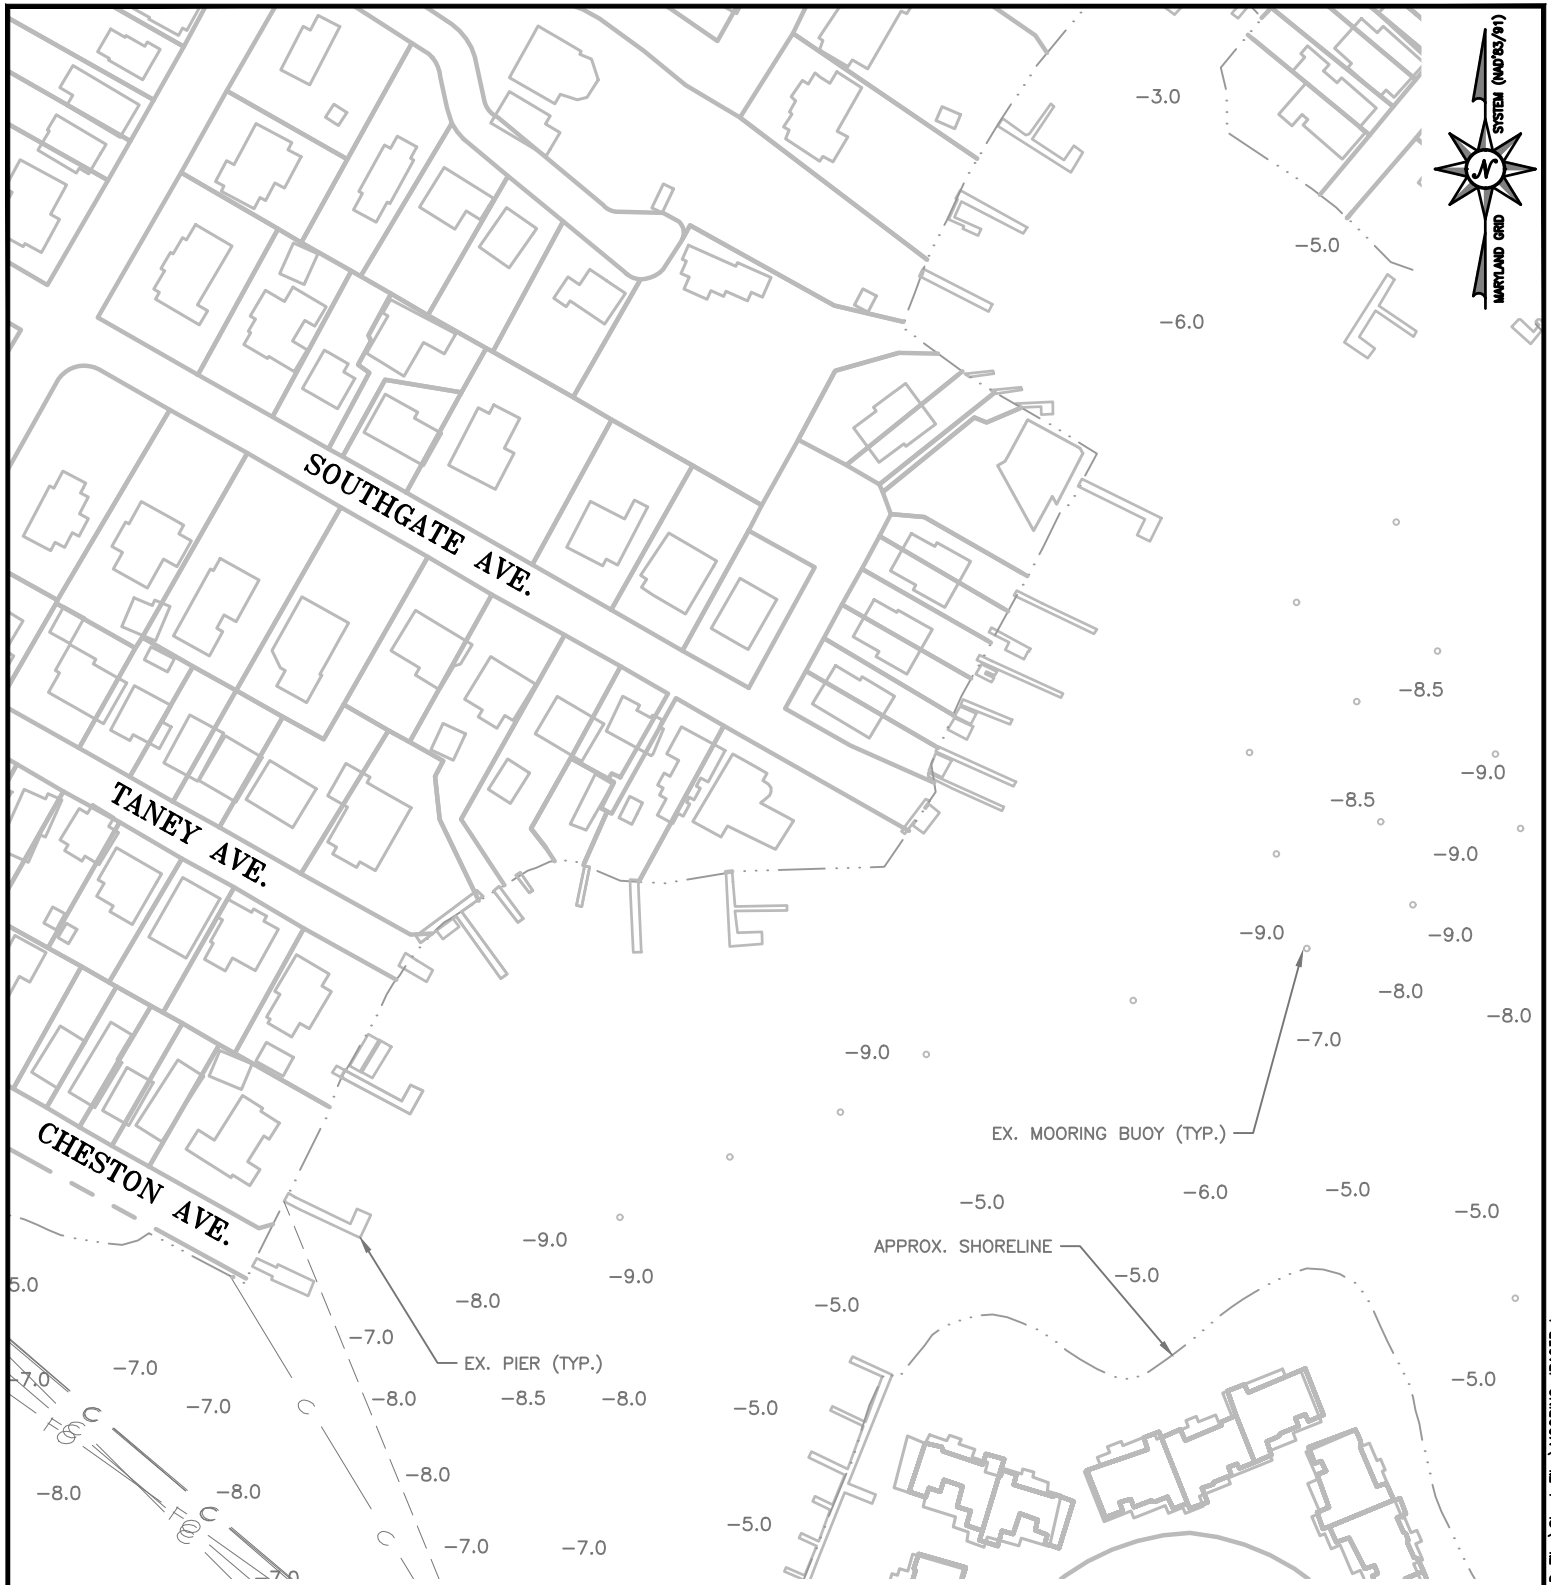 -3.0
SYSTEM (NAD'83/91)
N
MARYLAND GRID
-5.0
-6.0
SOUTHGATE AVE.
-8.5
-9.0
-8.5
TANEY AVE.
-9.0
-9.0
-9.0
-8.0
-8.0
-7.0
-9.0
EX. MOORING BUOY (TYP.)
CHESTON AVE.
-5.0
-6.0
-5.0
-5.0
-9.0
APPROX. SHORELINE
-9.0
-5.0
5.0
-8.0
-5.0
-7.0
EX. PIER (TYP.)
-7.0
-7.0
-5.0
-7.0
-8.0
-8.5
-8.0
-5.0
C
C
F
-8.0
-8.0
-8.0
C
F
-5.0
C
-7.0
-7.0
-7.0